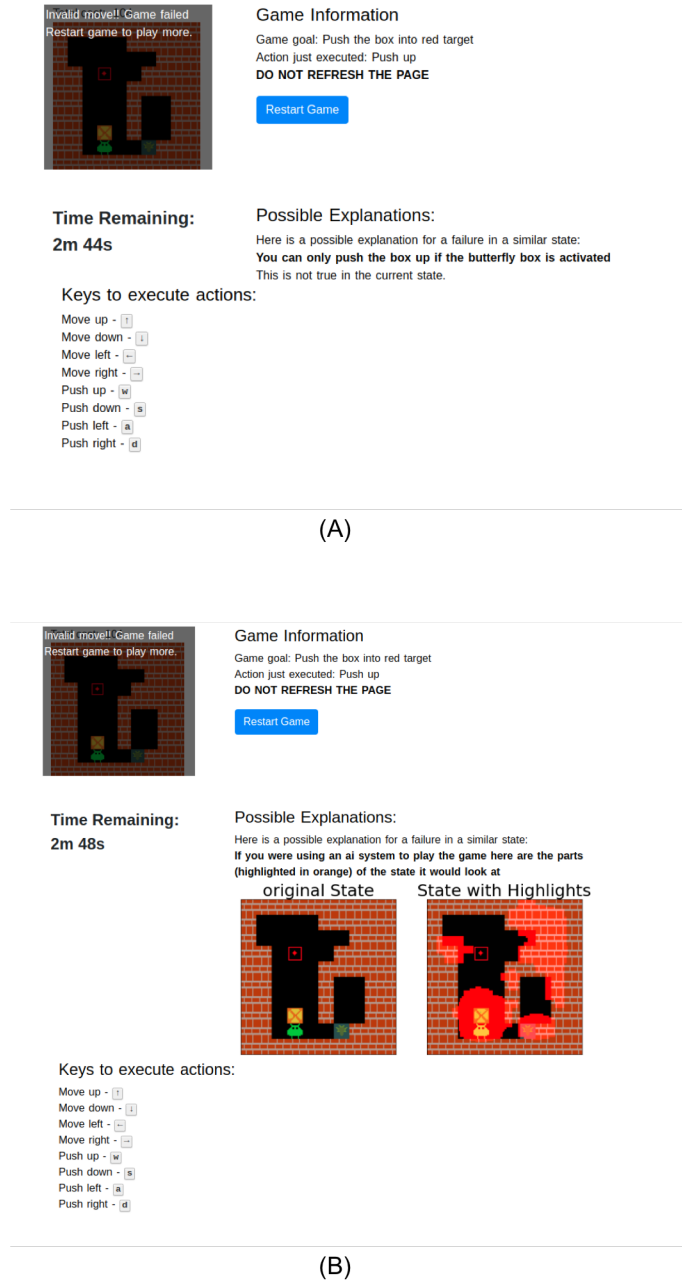 Invalid move!! Game failed
Restart game to play more.
Game Information
Game goal: Push the box into red target
Action just executed: Push up
DO NOT REFRESH THE PAGE
Restart Game
Time Remaining:
2m 44s
Possible Explanations:
Here is a possible explanation for a failure in a similar state:
You can only push the box up if the butterfly box is activated
This is not true in the current state.
Keys to execute actions:
Move up - ↑
Move down - ↓
Move left - ←
Move right - →
Push up - w
Push down - s
Push left - a
Push right - d
(A)
Invalid move!! Game failed
Restart game to play more.
Game Information
Game goal: Push the box into red target
Action just executed: Push up
DO NOT REFRESH THE PAGE
Restart Game
Time Remaining:
2m 48s
Possible Explanations:
Here is a possible explanation for a failure in a similar state:
If you were using an ai system to play the game here are the parts
(highlighted in orange) of the state it would look at
original State
State with Highlights
Keys to execute actions:
Move up - ↑
Move down - ↓
Move left - ←
Move right - →
Push up - w
Push down - s
Push left - a
Push right - d
(B)